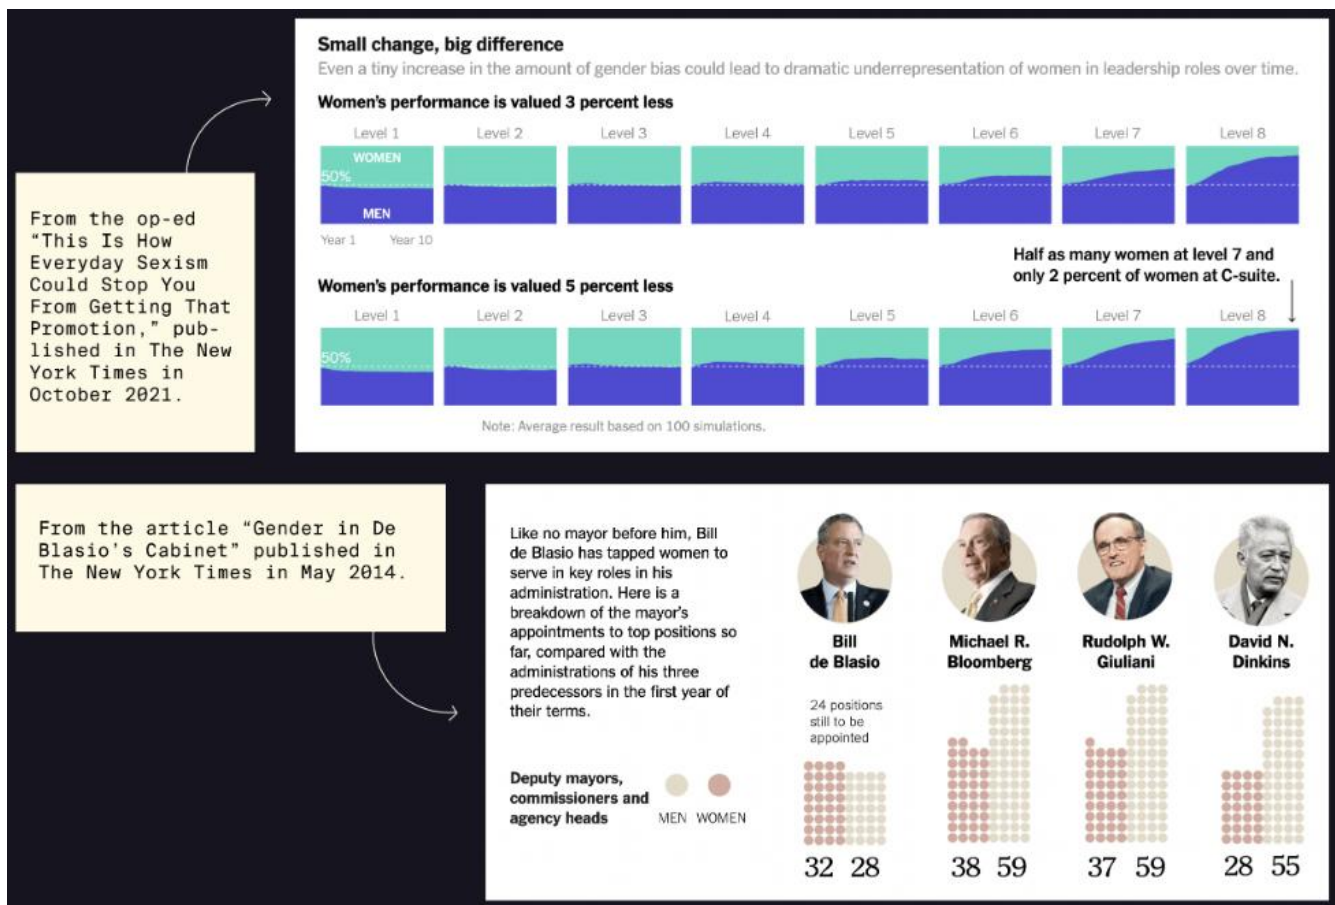 Small change, big difference
Even a tiny increase in the amount of gender bias could lead to dramatic underrepresentation of women in leadership roles over time.
Women's performance is valued 3 percent less
Level 1 Level 2 Level 3 Level 4 Level 5 Level 6 Level 7 Level 8
WOMEN
50%
MEN
Year 1 Year 10
From the op-ed
“This Is How
Everyday Sexism
Could Stop You
From Getting That
Promotion,” pub-
lished in The New
York Times in
October 2021.
Half as many women at level 7 and
only 2 percent of women at C-suite.
Women's performance is valued 5 percent less
Level 1 Level 2 Level 3 Level 4 Level 5 Level 6 Level 7 Level 8
50%
Note: Average result based on 100 simulations.
From the article “Gender in De
Blasio's Cabinet” published in
The New York Times in May 2014.
Like no mayor before him, Bill
de Blasio has tapped women to
serve in key roles in his
administration. Here is a
breakdown of the mayor's
appointments to top positions so
far, compared with the
administrations of his three
predecessors in the first year of
their terms.
Deputy mayors,
commissioners and
agency heads
MEN WOMEN
Bill
de Blasio
24 positions
still to be
appointed
32 28
Michael R.
Bloomberg
38 59
Rudolph W.
Giuliani
37 59
David N.
Dinkins
28 55